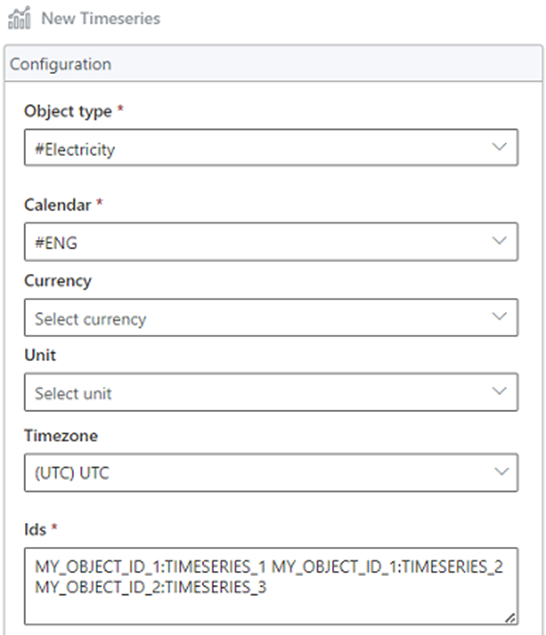 New Timeseries
Configuration
Object type *
#Electricity
Calendar *
#ENG
Currency
Select currency
Unit
Select unit
Timezone
(UTC) UTC
Ids *
MY_OBJECT_ID_1:TIMESERIES_1 MY_OBJECT_ID_1:TIMESERIES_2
MY_OBJECT_ID_2:TIMESERIES_3